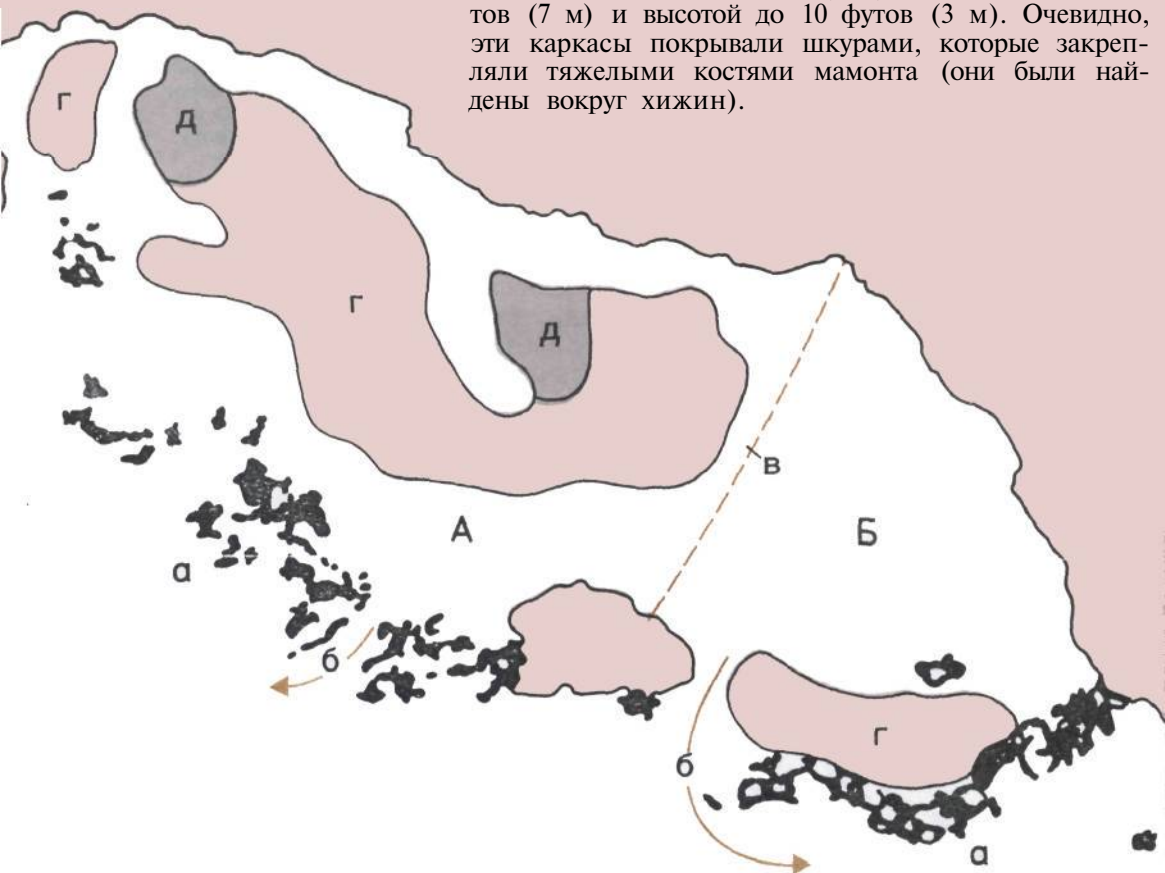 тов (7 м) и высотой до 10 футов (3 м). Очевидно,
эти каркасы покрывали шкурами, которые закреп-
ляли тяжелыми костями мамонта (они были най-
дены вокруг хижин).
г
д
г
д
в
А
Б
а
б
г
б
а